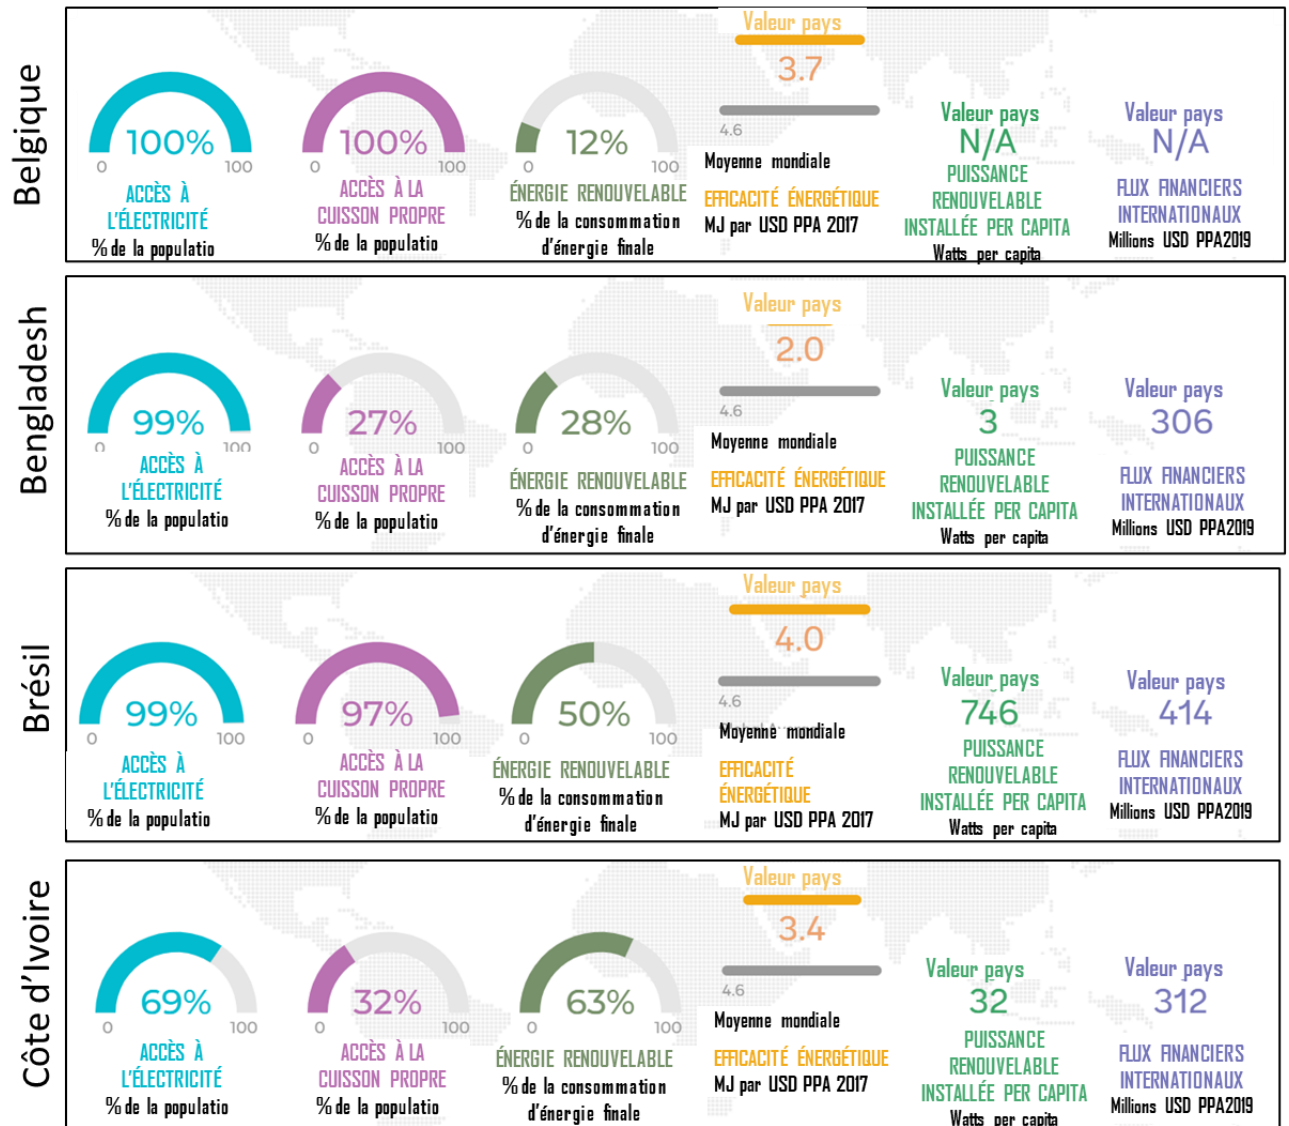 Belgique
100%
0 100
ACCÈS À
L'ÉLECTRICITÉ
% de la populatio
100%
0 100
ACCÈS À LA
CUISSON PROPRE
% de la populatio
12%
0 100
ÉNERGIE RENOUVELABLE
% de la consommation
d'énergie finale
Valeur pays
3.7
4.6
Moyenne mondiale
EFFICACITÉ ÉNERGÉTIQUE
MJ par USD PPA 2017
Valeur pays
N/A
PUISSANCE
RENOUVELABLE
INSTALLÉE PER CAPITA
Watts per capita
Valeur pays
N/A
FLUX FINANCIERS
INTERNATIONAUX
Millions USD PPA2019
Bengladesh
99%
0 100
ACCÈS À
L'ÉLECTRICITÉ
% de la populatio
27%
0 100
ACCÈS À LA
CUISSON PROPRE
% de la populatio
28%
0 100
ÉNERGIE RENOUVELABLE
% de la consommation
d'énergie finale
Valeur pays
2.0
4.6
Moyenne mondiale
EFFICACITÉ ÉNERGÉTIQUE
MJ par USD PPA 2017
Valeur pays
3
PUISSANCE
RENOUVELABLE
INSTALLÉE PER CAPITA
Watts per capita
Valeur pays
306
FLUX FINANCIERS
INTERNATIONAUX
Millions USD PPA2019
Brésil
99%
0 100
ACCÈS À
L'ÉLECTRICITÉ
% de la populatio
97%
0 100
ACCÈS À LA
CUISSON PROPRE
% de la populatio
50%
0 100
ÉNERGIE RENOUVELABLE
% de la consommation
d'énergie finale
Valeur pays
4.0
4.6
Moyenne mondiale
EFFICACITÉ
ÉNERGÉTIQUE
MJ par USD PPA 2017
Valeur pays
746
PUISSANCE
RENOUVELABLE
INSTALLÉE PER CAPITA
Watts per capita
Valeur pays
414
FLUX FINANCIERS
INTERNATIONAUX
Millions USD PPA2019
Côte d'Ivoire
69%
0 100
ACCÈS À
L'ÉLECTRICITÉ
% de la populatio
32%
0 100
ACCÈS À LA
CUISSON PROPRE
% de la populatio
63%
0 100
ÉNERGIE RENOUVELABLE
% de la consommation
d'énergie finale
Valeur pays
3.4
4.6
Moyenne mondiale
EFFICACITÉ ÉNERGÉTIQUE
MJ par USD PPA 2017
Valeur pays
32
PUISSANCE
RENOUVELABLE
INSTALLÉE PER CAPITA
Watts per capita
Valeur pays
312
FLUX FINANCIERS
INTERNATIONAUX
Millions USD PPA2019